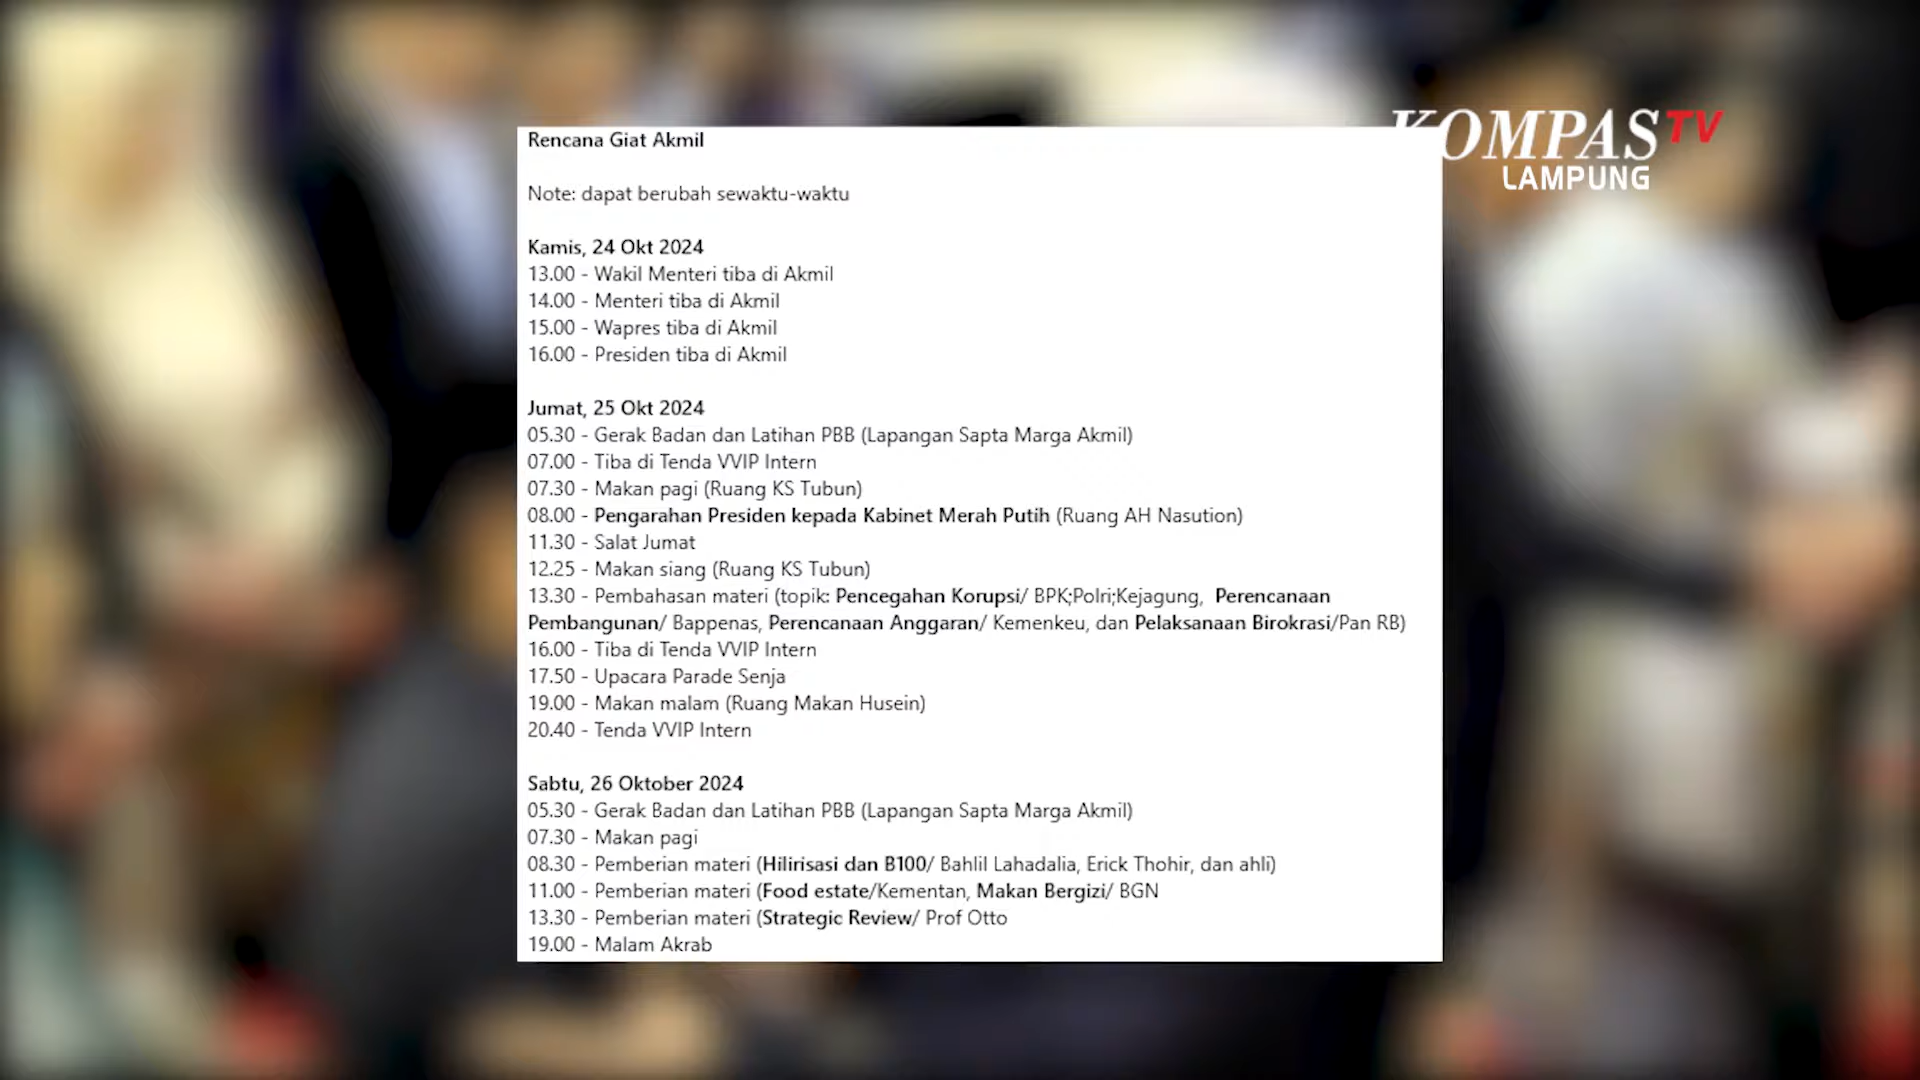 KOMPAS TV
LAMPUNG
Rencana Giat Akmil
Note: dapat berubah sewaktu-waktu
Kamis, 24 Okt 2024
13.00 - Wakil Menteri tiba di Akmil
14.00 - Menteri tiba di Akmil
15.00 - Wapres tiba di Akmil
16.00 - Presiden tiba di Akmil
Jumat, 25 Okt 2024
05.30 - Gerak Badan dan Latihan PBB (Lapangan Sapta Marga Akmil)
07.00 - Tiba di Tenda VVIP Intern
07.30 - Makan pagi (Ruang KS Tubun)
08.00 - Pengarahan Presiden kepada Kabinet Merah Putih (Ruang AH Nasution)
11.30 - Salat Jumat
12.25 - Makan siang (Ruang KS Tubun)
13.30 - Pembahasan materi (topik: Pencegahan Korupsi/ BPK;Polri;Kejagung, Perencanaan
Pembangunan/ Bappenas, Perencanaan Anggaran/ Kemenkeu, dan Pelaksanaan Birokrasi/Pan RB)
16.00 - Tiba di Tenda VVIP Intern
17.50 - Upacara Parade Senja
19.00 - Makan malam (Ruang Makan Husein)
20.40 - Tenda VVIP Intern
Sabtu, 26 Oktober 2024
05.30 - Gerak Badan dan Latihan PBB (Lapangan Sapta Marga Akmil)
07.30 - Makan pagi
08.30 - Pemberian materi (Hilirisasi dan B100/ Bahlil Lahadalia, Erick Thohir, dan ahli)
11.00 - Pemberian materi (Food estate/Kementan, Makan Bergizi/ BGN
13.30 - Pemberian materi (Strategic Review/ Prof Otto
19.00 - Malam Akrab